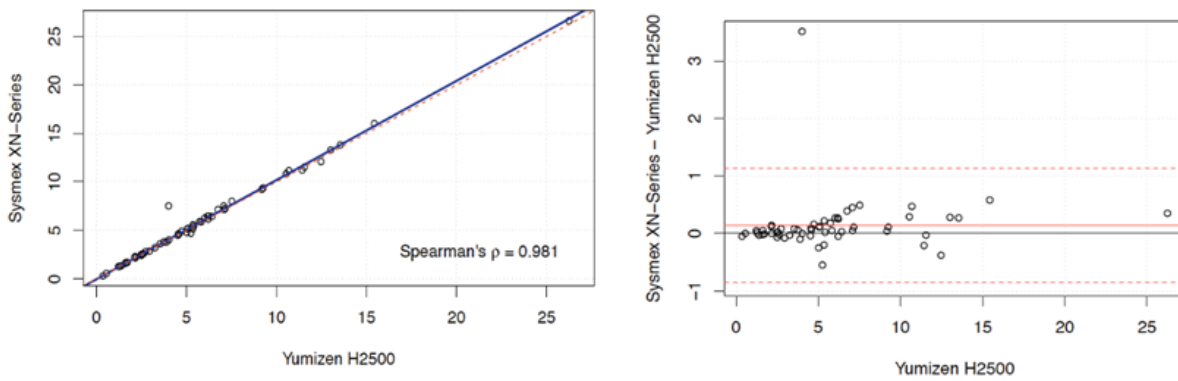 Sysmex XN−Series
25
20
15
10
5
0
Spearman's ρ = 0.981
0 5 10 15 20 25
Yumizen H2500
Sysmex XN−Series − Yumizen H2500
3
2
1
0
−1
0 5 10 15 20 25
Yumizen H2500